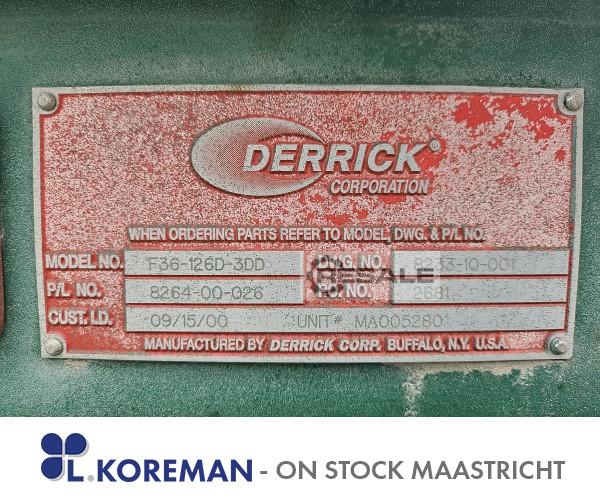 DERRICK®
CORPORATION
WHEN ORDERING PARTS REFER TO MODEL, DWG. & P/L NO.
MODEL NO. F36-126D-3DD DWG. NO. 8233-10-001
RESALE
P/L NO. 8264-00-026 P.O. NO. 2681
CUST. I.D. 09/15/00 UNIT# MA005280
MANUFACTURED BY DERRICK CORP. BUFFALO, N.Y. U.S.A.
L.KOREMAN - ON STOCK MAASTRICHT